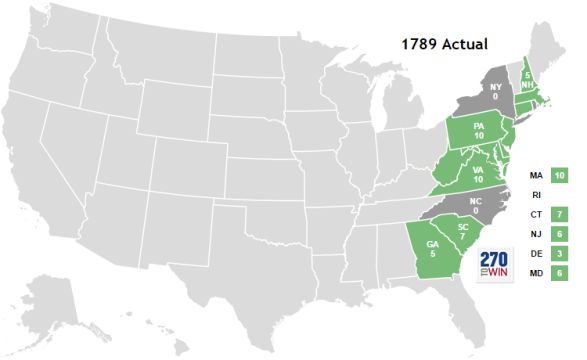 1789 Actual
NY
0
5
NH
PA
10
VA
10
NC
0
SC
7
GA
5
MA 10
RI
CT 7
NJ 6
DE 3
MD 6
270
TO WIN